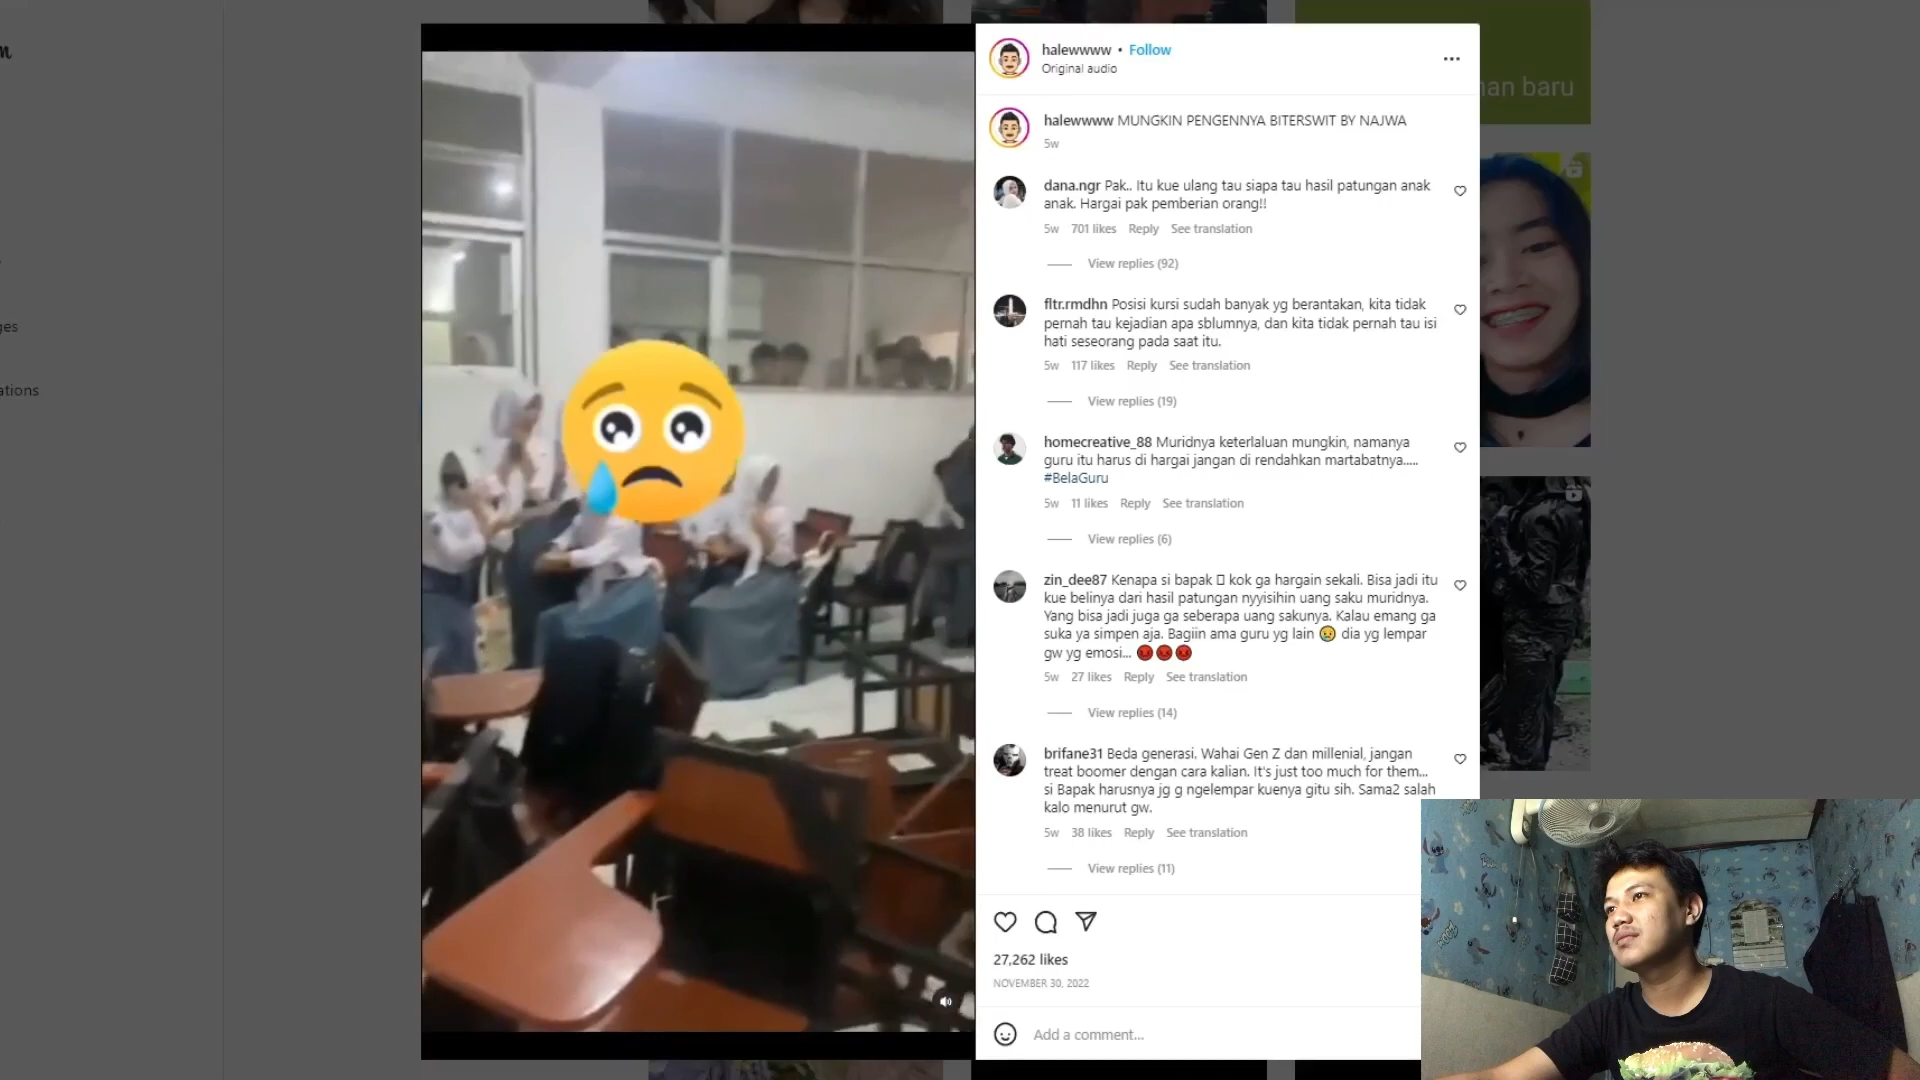 m
ges
ations
halewwww • Follow
Original audio
halewwww MUNGKIN PENGENNYA BITERSWIT BY NAJWA
5w
dana.ngr Pak.. Itu kue ulang tau siapa tau hasil patungan anak
anak. Hargai pak pemberian orang!!
5w 701 likes Reply See translation
View replies (92)
fltr.rmdhn Posisi kursi sudah banyak yg berantakan, kita tidak
pernah tau kejadian apa sblumnya, dan kita tidak pernah tau isi
hati seseorang pada saat itu.
5w 117 likes Reply See translation
View replies (19)
homecreative_88 Muridnya keterlaluan mungkin, namanya
guru itu harus di hargai jangan di rendahkan martabatnya.....
#BelaGuru
5w 11 likes Reply See translation
View replies (6)
zin_dee87 Kenapa si bapak ▯ kok ga hargain sekali. Bisa jadi itu
kue belinya dari hasil patungan nyyisihin uang saku muridnya.
Yang bisa jadi juga ga seberapa uang sakunya. Kalau emang ga
suka ya simpen aja. Bagiin ama guru yg lain 😢 dia yg lempar
gw yg emosi... 😡😡😡
5w 27 likes Reply See translation
View replies (14)
brifane31 Beda generasi. Wahai Gen Z dan millenial, jangan
treat boomer dengan cara kalian. It's just too much for them...
si Bapak harusnya jg g ngelempar kuenya gitu sih. Sama2 salah
kalo menurut gw.
5w 38 likes Reply See translation
View replies (11)
27,262 likes
NOVEMBER 30, 2022
Add a comment...
han baru